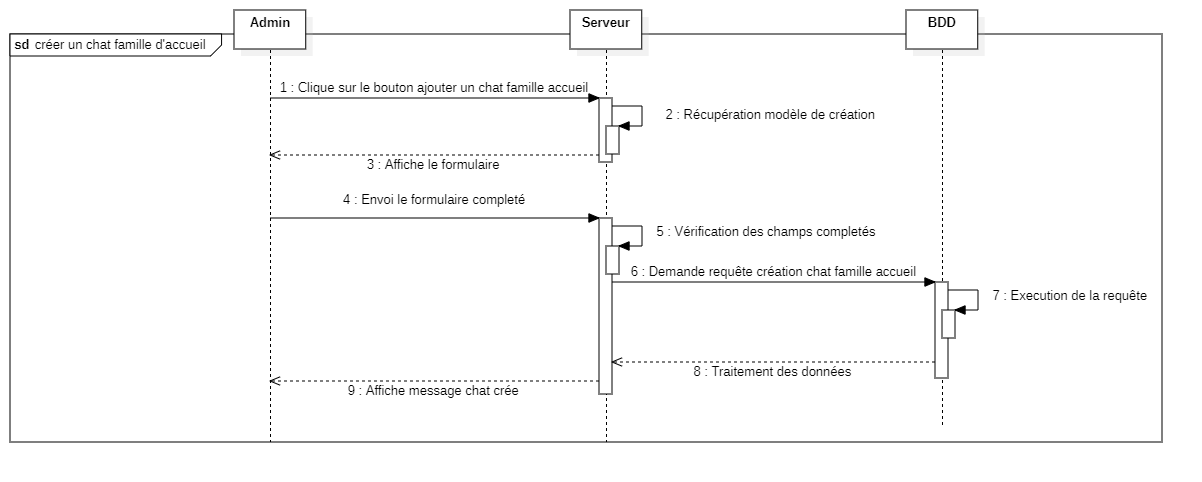 Admin
Serveur
BDD
sd créer un chat famille d'accueil
1 : Clique sur le bouton ajouter un chat famille accueil
2 : Récupération modèle de création
3 : Affiche le formulaire
4 : Envoi le formulaire completé
5 : Vérification des champs completés
6 : Demande requête création chat famille accueil
7 : Execution de la requête
8 : Traitement des données
9 : Affiche message chat crée